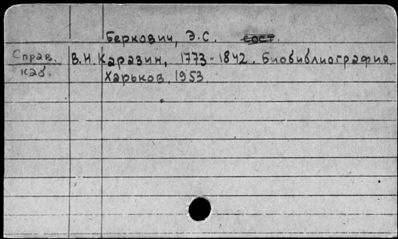 Беркович, Э.С. сост.
Справ. В.Н. Каразин, 1773-1842. Биобиблиография
каб. Харьков, 1953